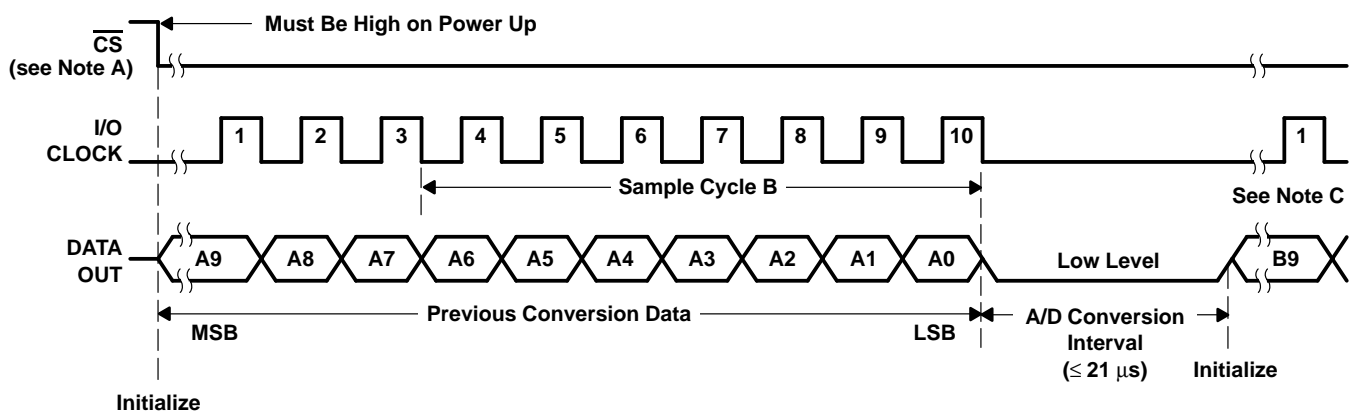 Must Be High on Power Up
CS
(see Note A)
I/O
CLOCK
1 2 3 4 5 6 7 8 9 10 1
Sample Cycle B
See Note C
DATA
OUT
A9 A8 A7 A6 A5 A4 A3 A2 A1 A0 Low Level B9
Previous Conversion Data
MSB LSB
A/D Conversion
Interval
(≤ 21 μs)
Initialize
Initialize